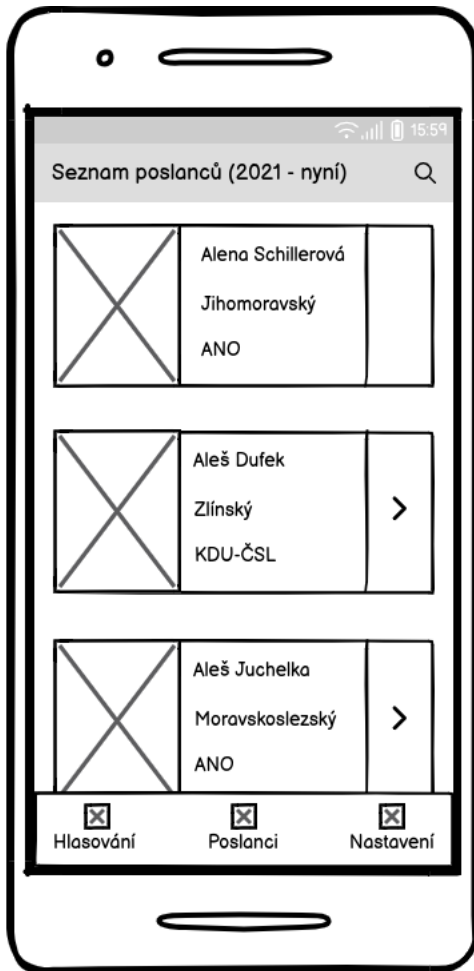 15:59
Seznam poslanců (2021 - nyní)
Alena Schillerová
Jihomoravský
ANO
Aleš Dufek
Zlínský
KDU-ČSL
Aleš Juchelka
Moravskoslezský
ANO
Hlasování Poslanci Nastavení